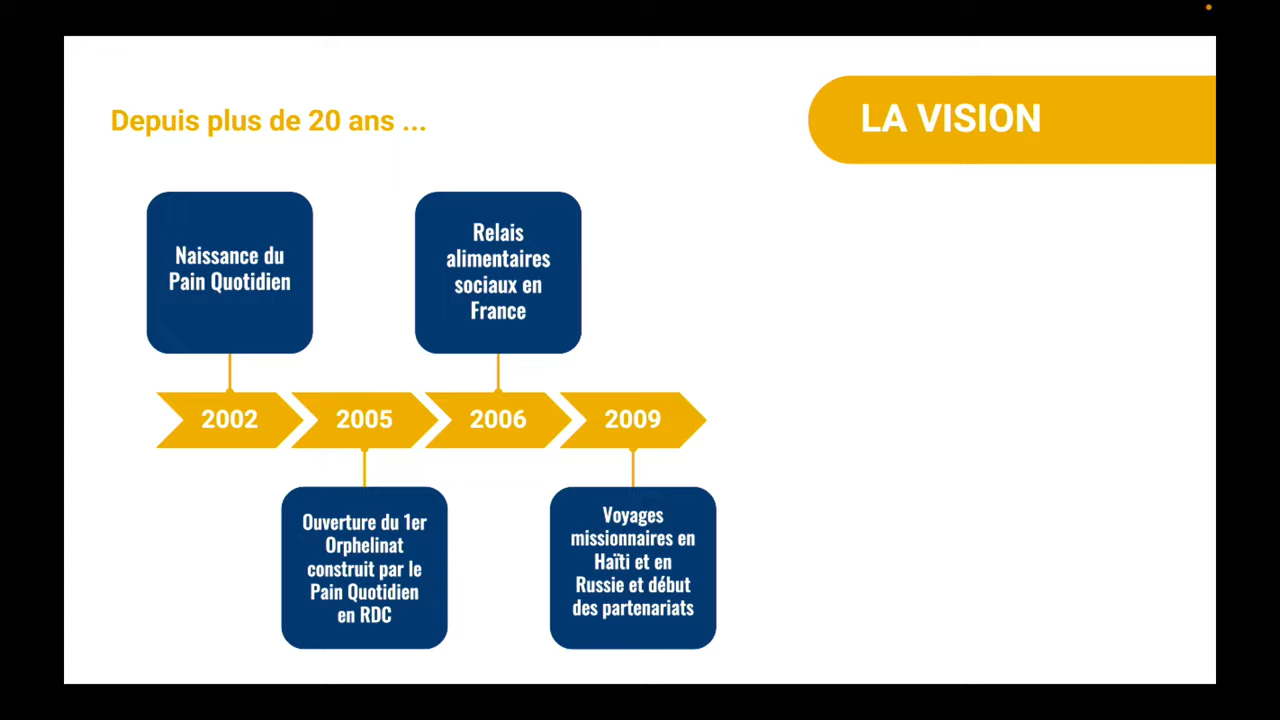 Depuis plus de 20 ans ...
LA VISION
Naissance du
Pain Quotidien
Relais
alimentaires
sociaux en
France
2002
2005
2006
2009
Ouverture du 1er
Orphelinat
construit par le
Pain Quotidien
en RDC
Voyages
missionnaires en
Haïti et en
Russie et début
des partenariats